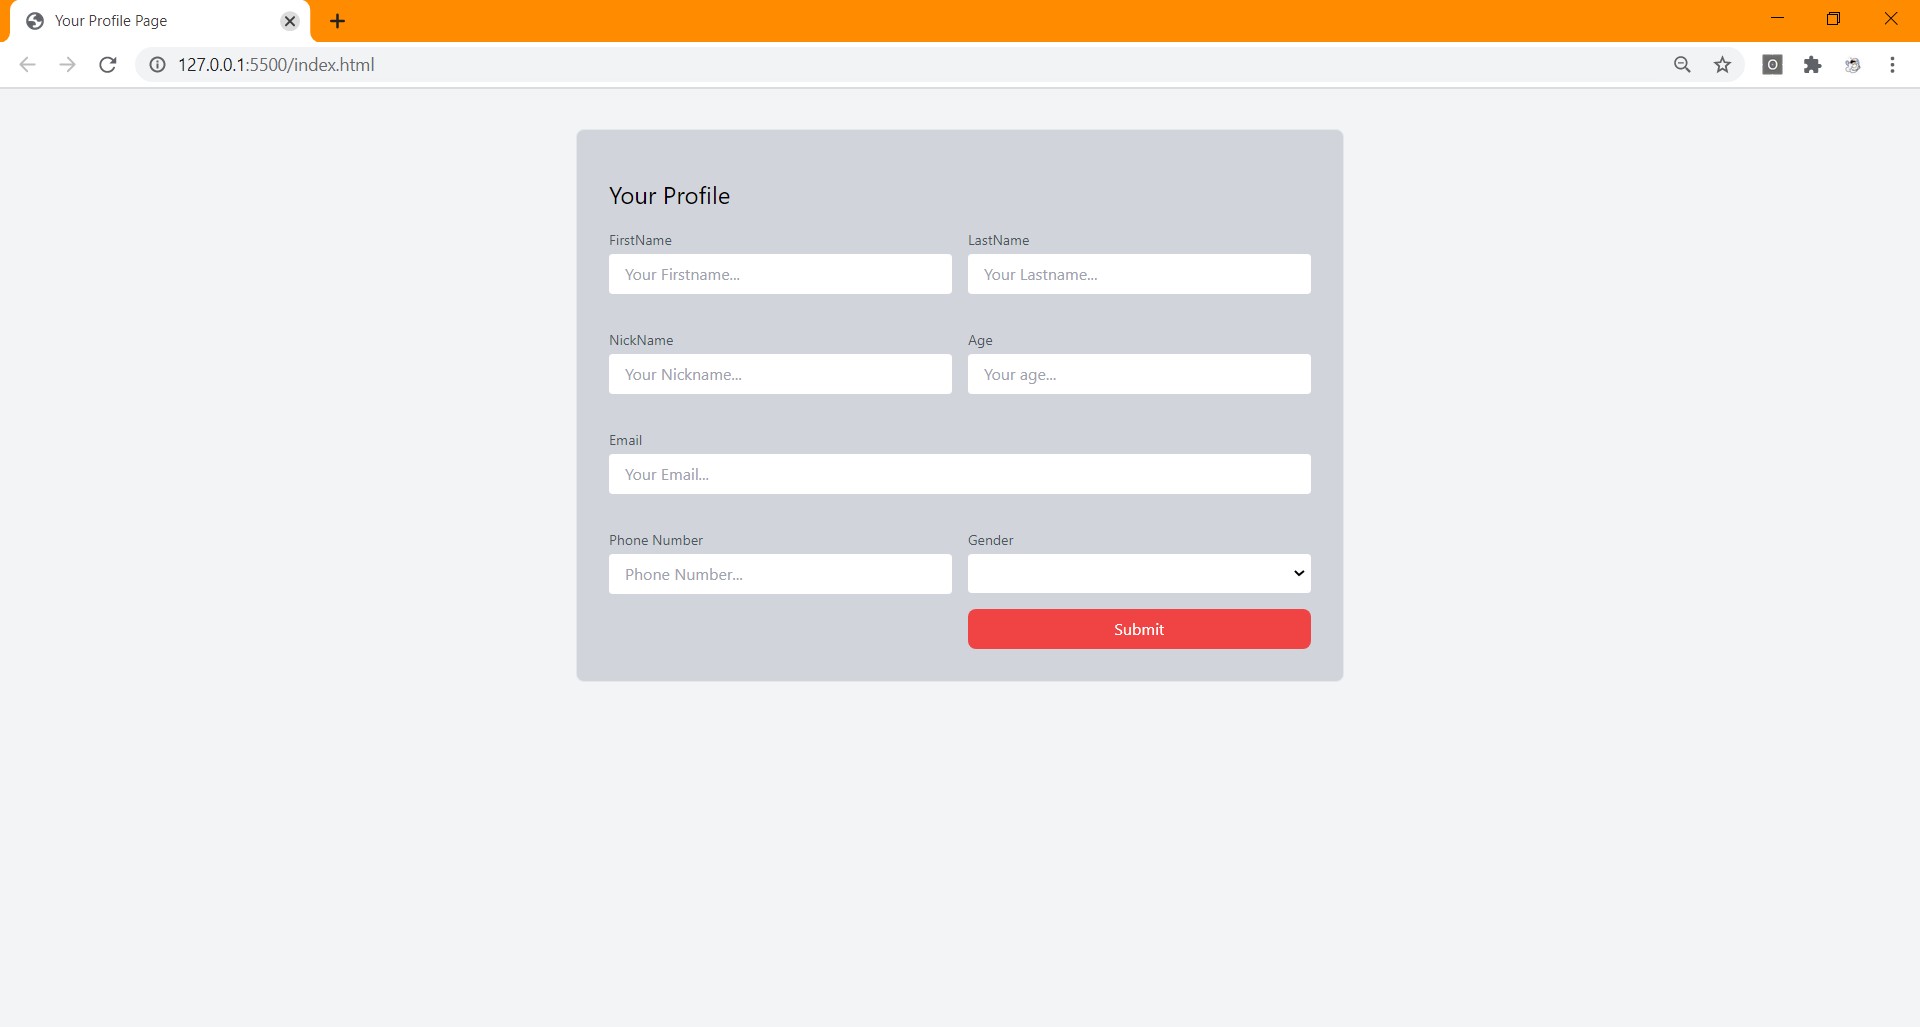 Your Profile Page
127.0.0.1:5500/index.html
O
Your Profile
FirstName LastName
Your Firstname... Your Lastname...
NickName Age
Your Nickname... Your age...
Email
Your Email...
Phone Number Gender
Phone Number...
Submit